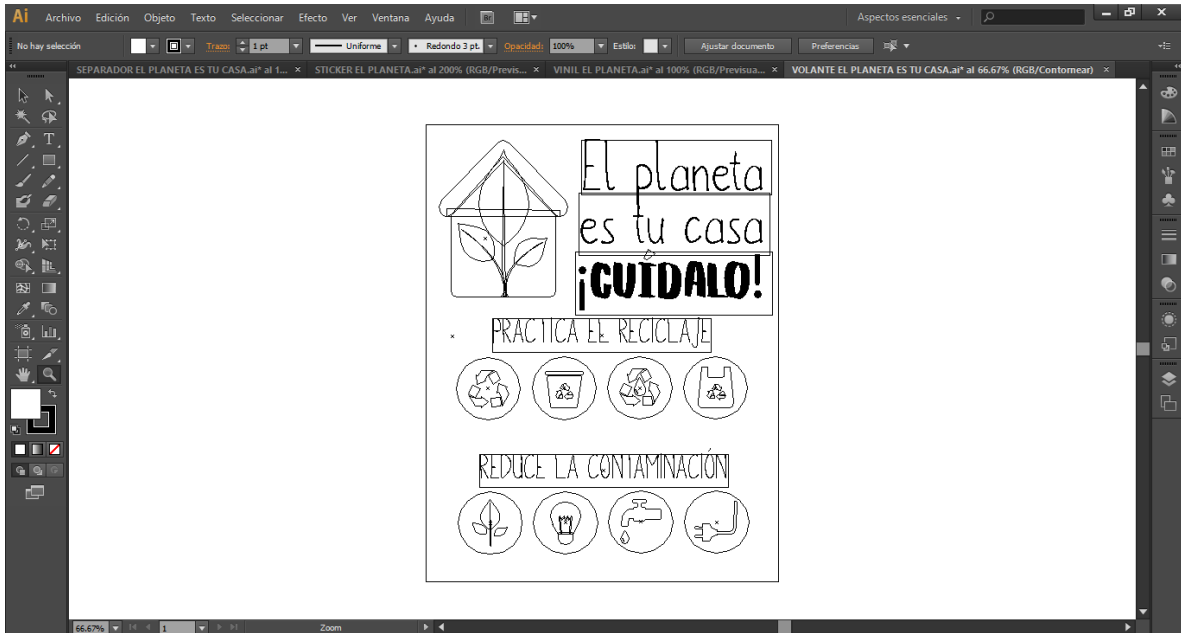 Ai Archivo Edición Objeto Texto Seleccionar Efecto Ver Ventana Ayuda Br Aspectos esenciales
No hay selección Trazo: 1 pt Uniforme Redondo 3 pt. Opacidad: 100% Estilo: Ajustar documento Preferencias
SEPARADOR EL PLANETA ES TU CASA.ai* al 1... × STICKER EL PLANETA.ai* al 200% (RGB/Previs... × VINIL EL PLANETA.ai* al 100% (RGB/Previsua... × VOLANTE EL PLANETA ES TU CASA.ai* al 66.67% (RGB/Contornear) ×
El planeta
es tu casa
¡CUÍDALO!
PRACTICA EL RECICLAJE
REDUCE LA CONTAMINACIÓN
66.67% 1 Zoom